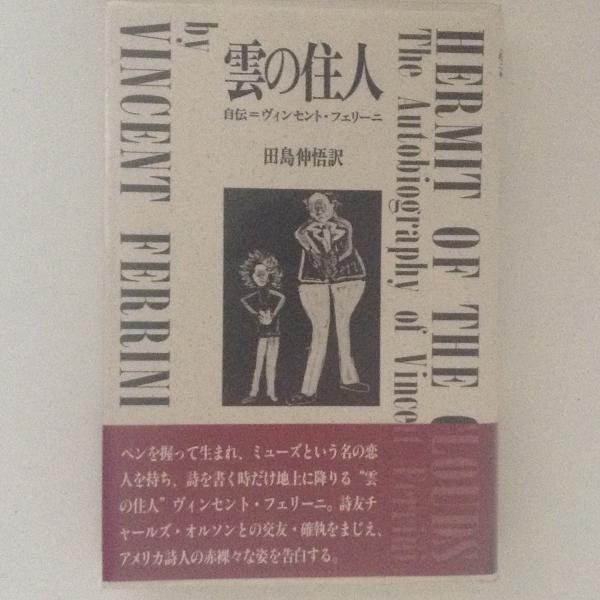 雲の住人
自伝=ヴィンセント・フェリーニ
田島伸悟訳
HERMIT OF THE CLOUDS
The Autobiography of Vincent Ferrini
by
VINCENT FERRINI
ペンを握って生まれ、ミューズという名の恋
人を持ち、詩を書く時だけ地上に降りる“雲
の住人”ヴィンセント・フェリーニ。詩友チ
ャールズ・オルソンとの交友・確執をまじえ、
アメリカ詩人の赤裸々な姿を告白する。